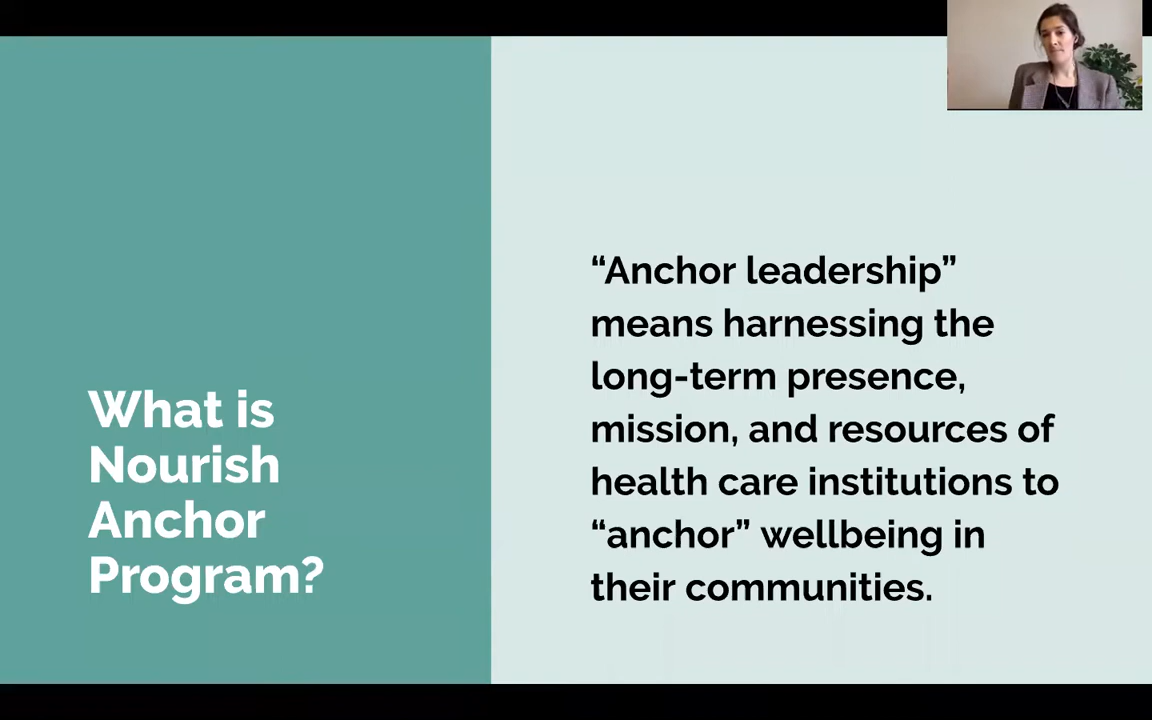 What is
Nourish
Anchor
Program?
“Anchor leadership”
means harnessing the
long-term presence,
mission, and resources of
health care institutions to
“anchor” wellbeing in
their communities.